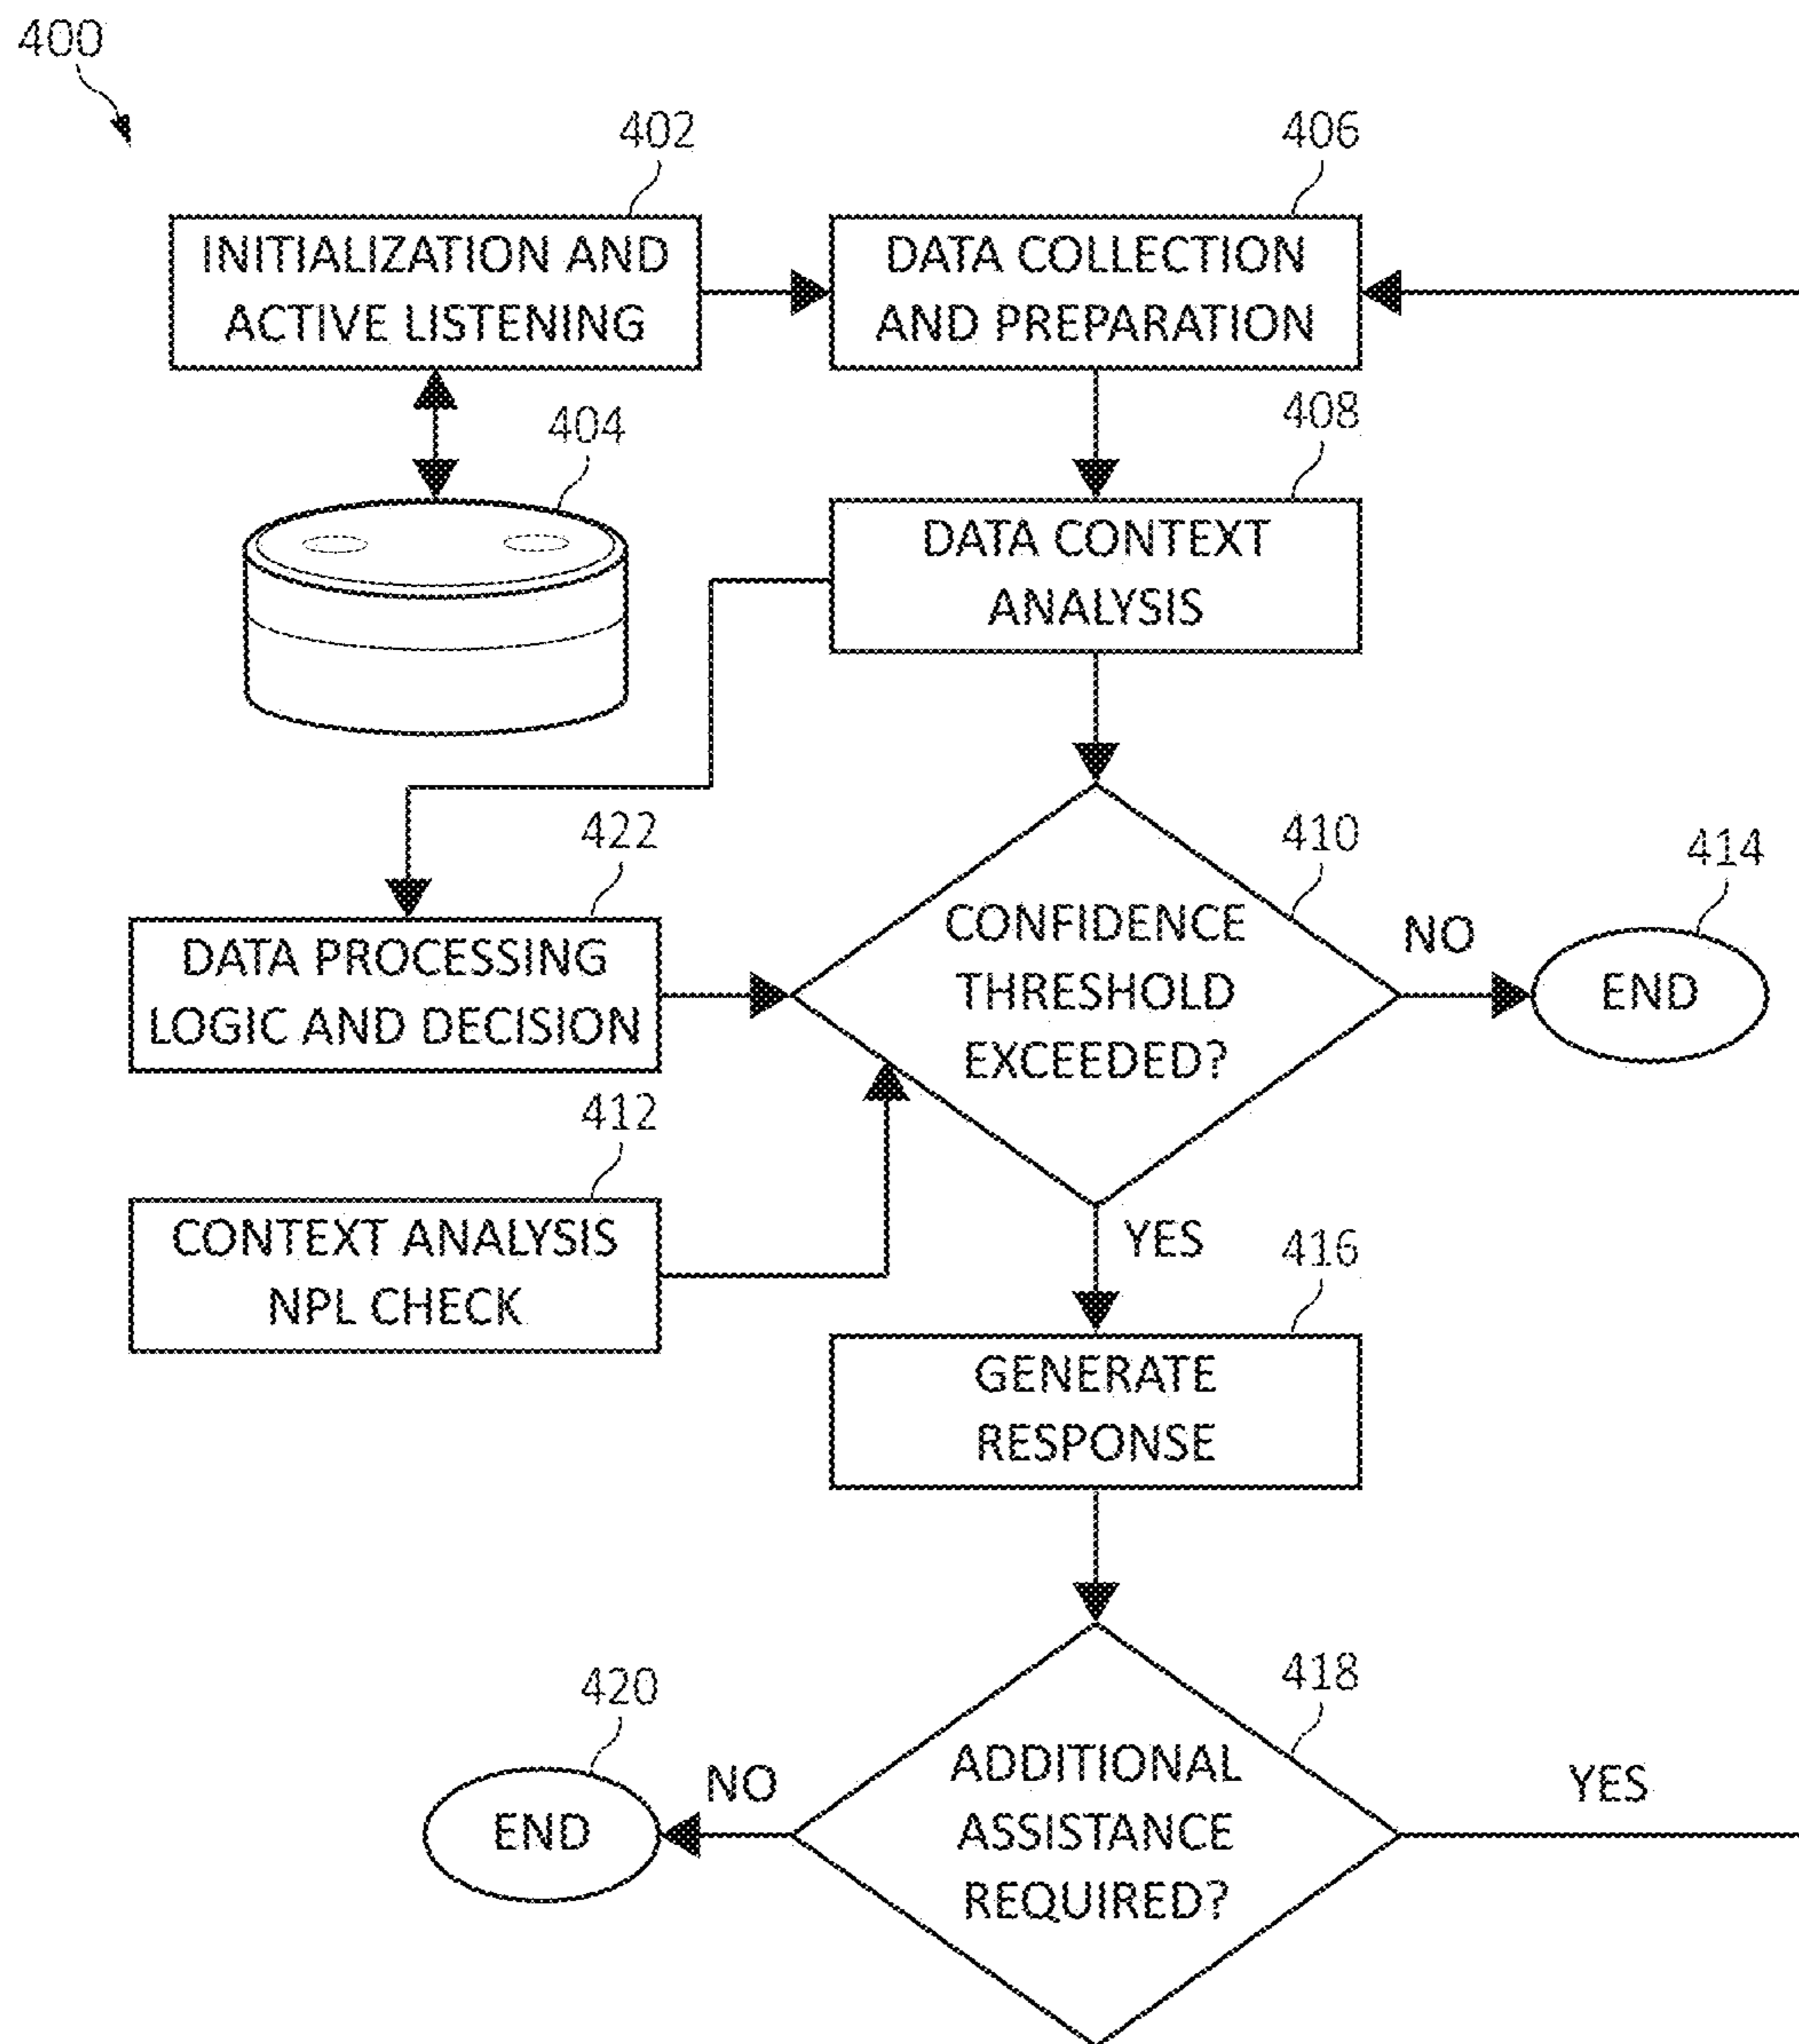 400
402
INITIALIZATION AND
ACTIVE LISTENING
406
DATA COLLECTION
AND PREPARATION
404
408
DATA CONTEXT
ANALYSIS
422
DATA PROCESSING
LOGIC AND DECISION
410
CONFIDENCE
THRESHOLD
EXCEEDED?
NO
414
END
412
CONTEXT ANALYSIS
NPL CHECK
YES
416
GENERATE
RESPONSE
418
ADDITIONAL
ASSISTANCE
REQUIRED?
420
NO
END
YES